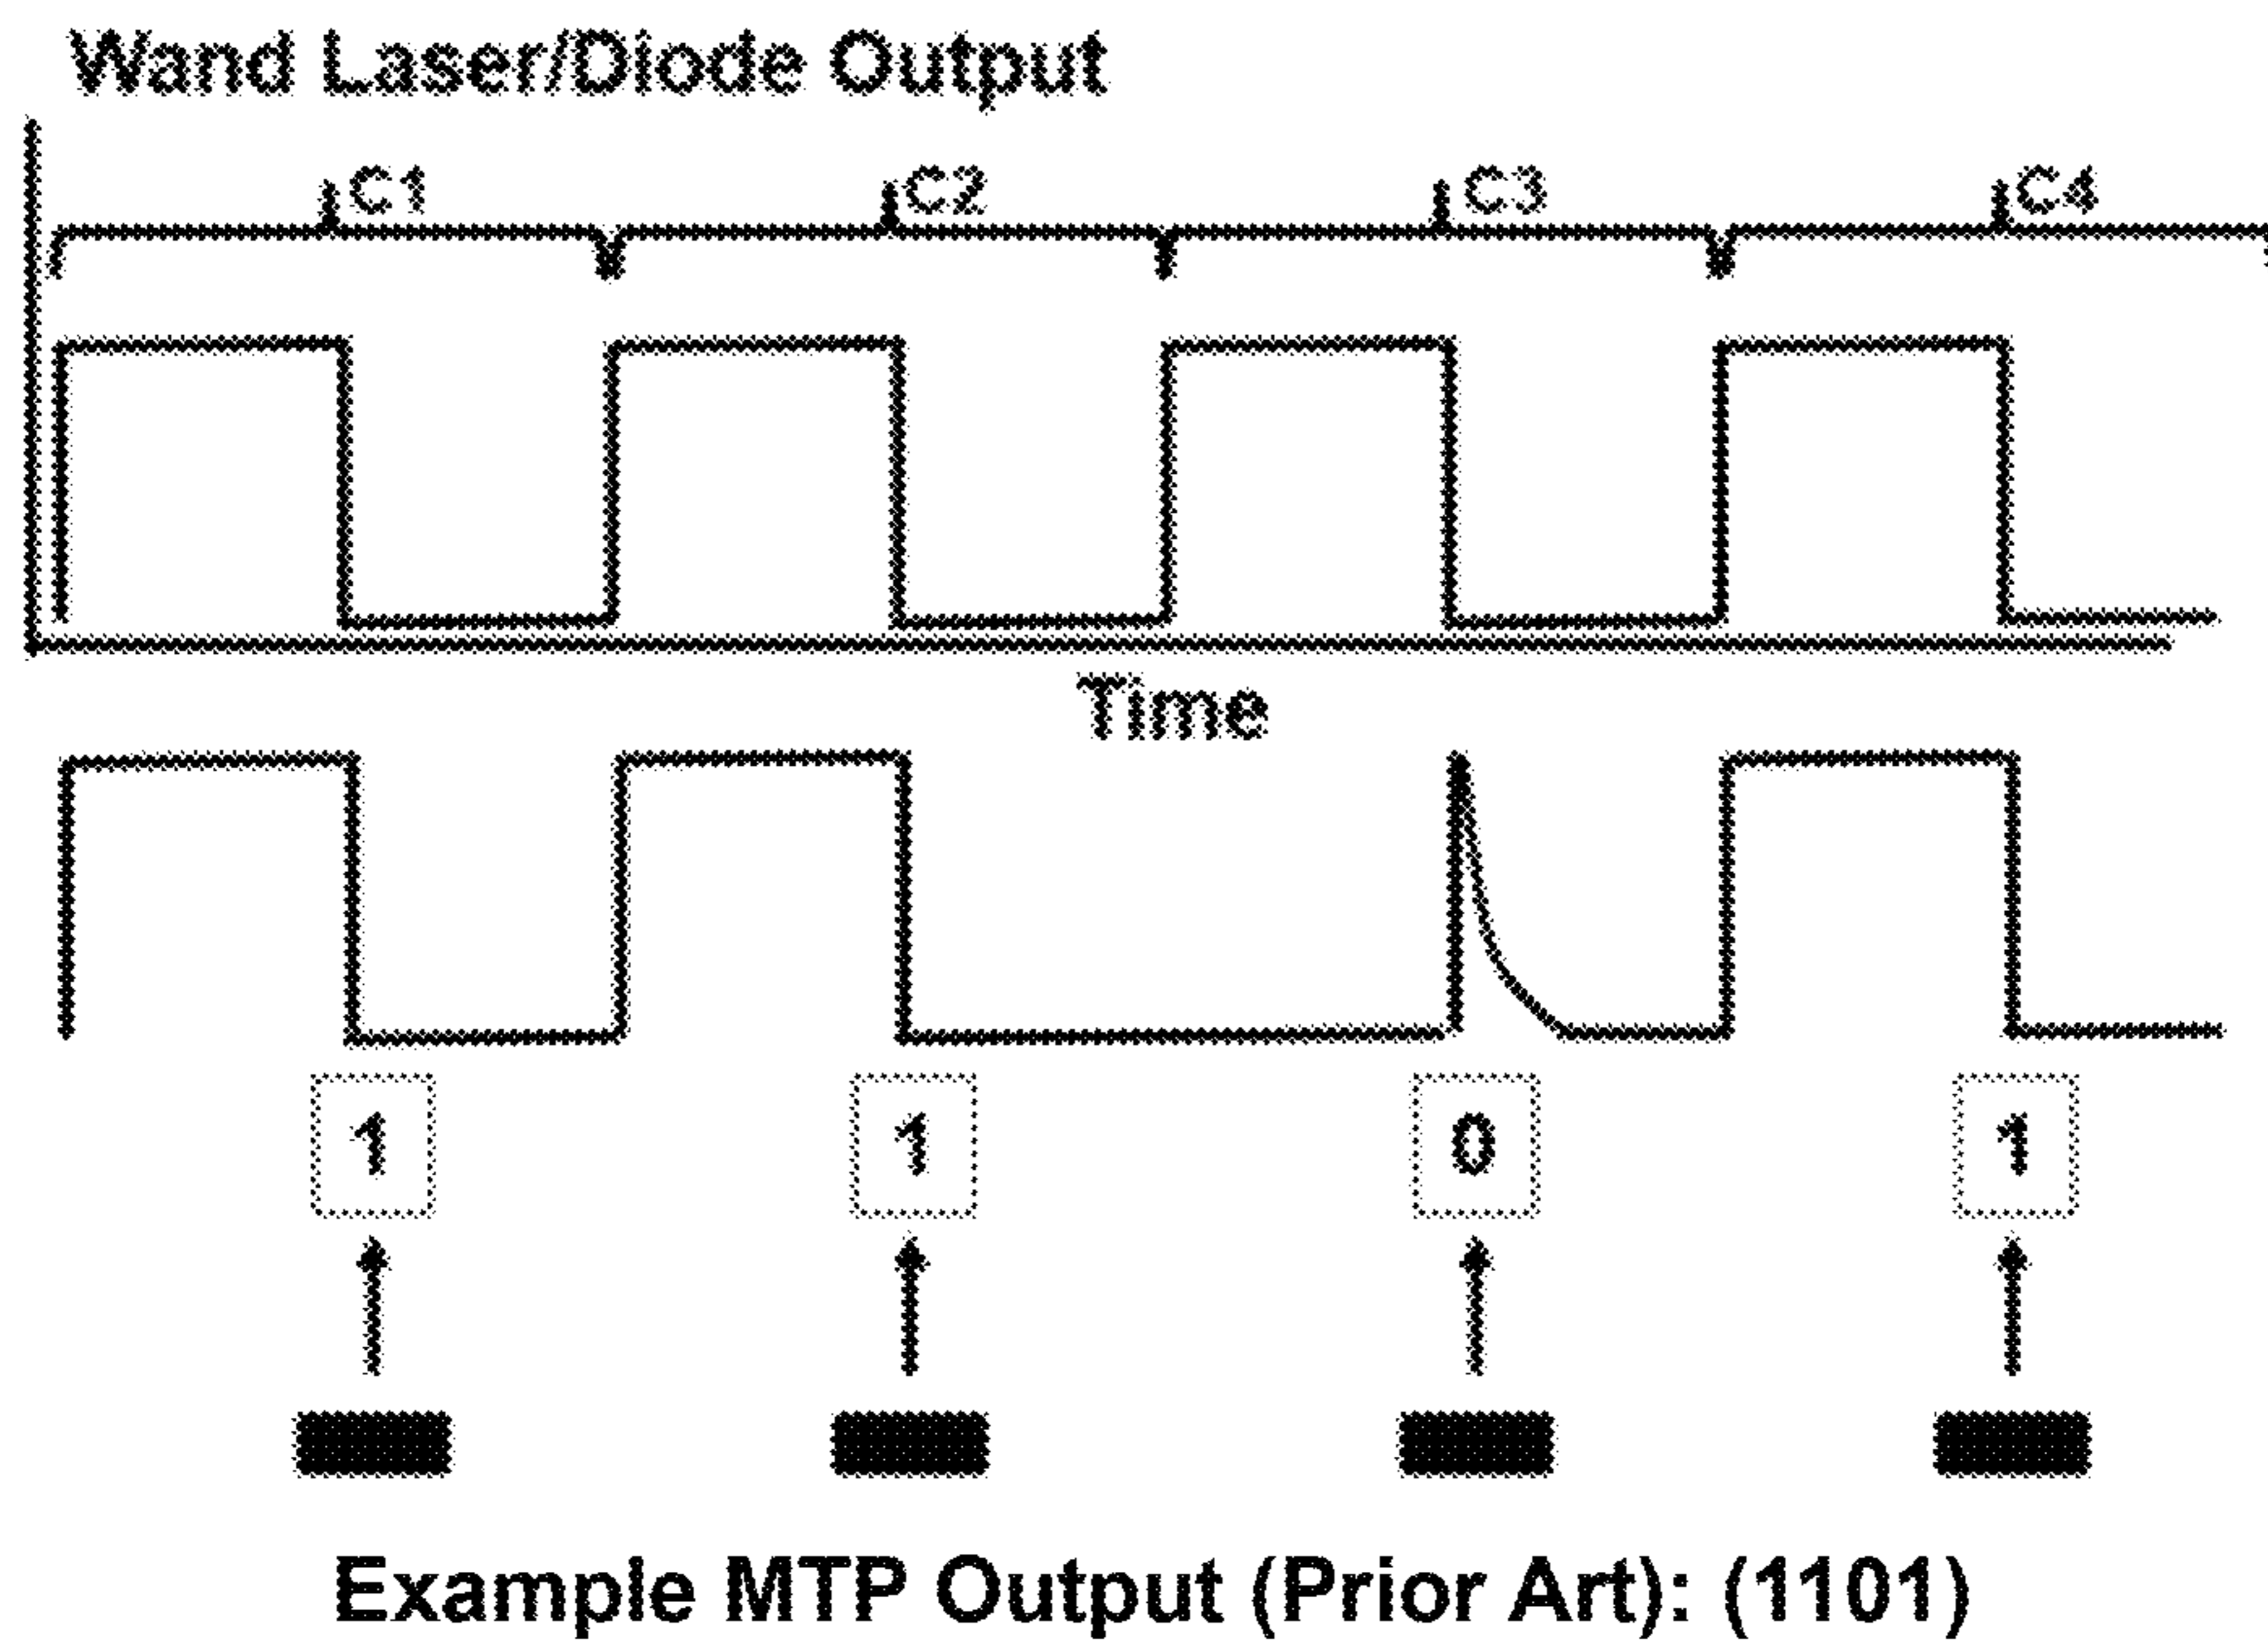 Wand Laser/Diode Output
C1 C2 C3 C4
Time
1 1 0 1
Example MTP Output (Prior Art): (1101)